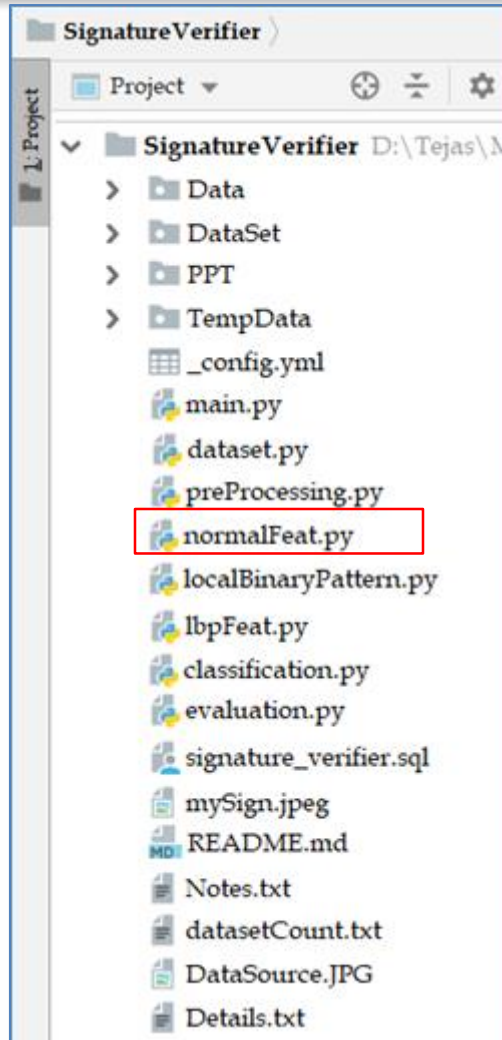 SignatureVerifier
1: Project
Project
SignatureVerifier D:\Tejas\M
Data
DataSet
PPT
TempData
_config.yml
main.py
dataset.py
preProcessing.py
normalFeat.py
localBinaryPattern.py
lbpFeat.py
classification.py
evaluation.py
signature_verifier.sql
mySign.jpeg
MD README.md
Notes.txt
datasetCount.txt
DataSource.JPG
Details.txt